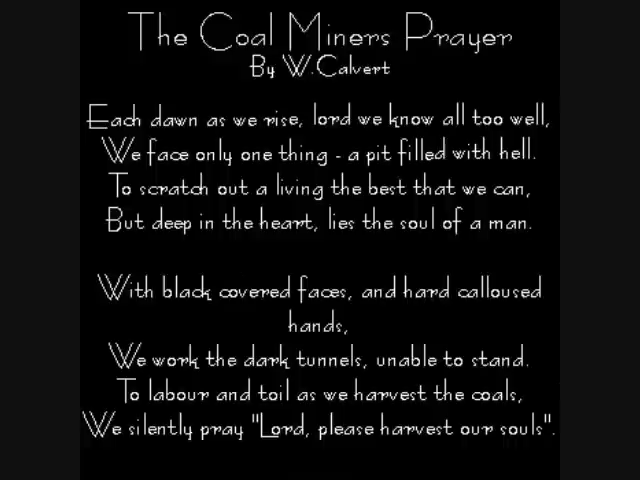 The Coal Miners Prayer
By W.Calvert
Each dawn as we rise, lord we know all too well,
We face only one thing - a pit filled with hell.
To scratch out a living the best that we can,
But deep in the heart, lies the soul of a man.
With black covered faces, and hard calloused
hands,
We work the dark tunnels, unable to stand.
To labour and toil as we harvest the coals,
We silently pray "Lord, please harvest our souls".